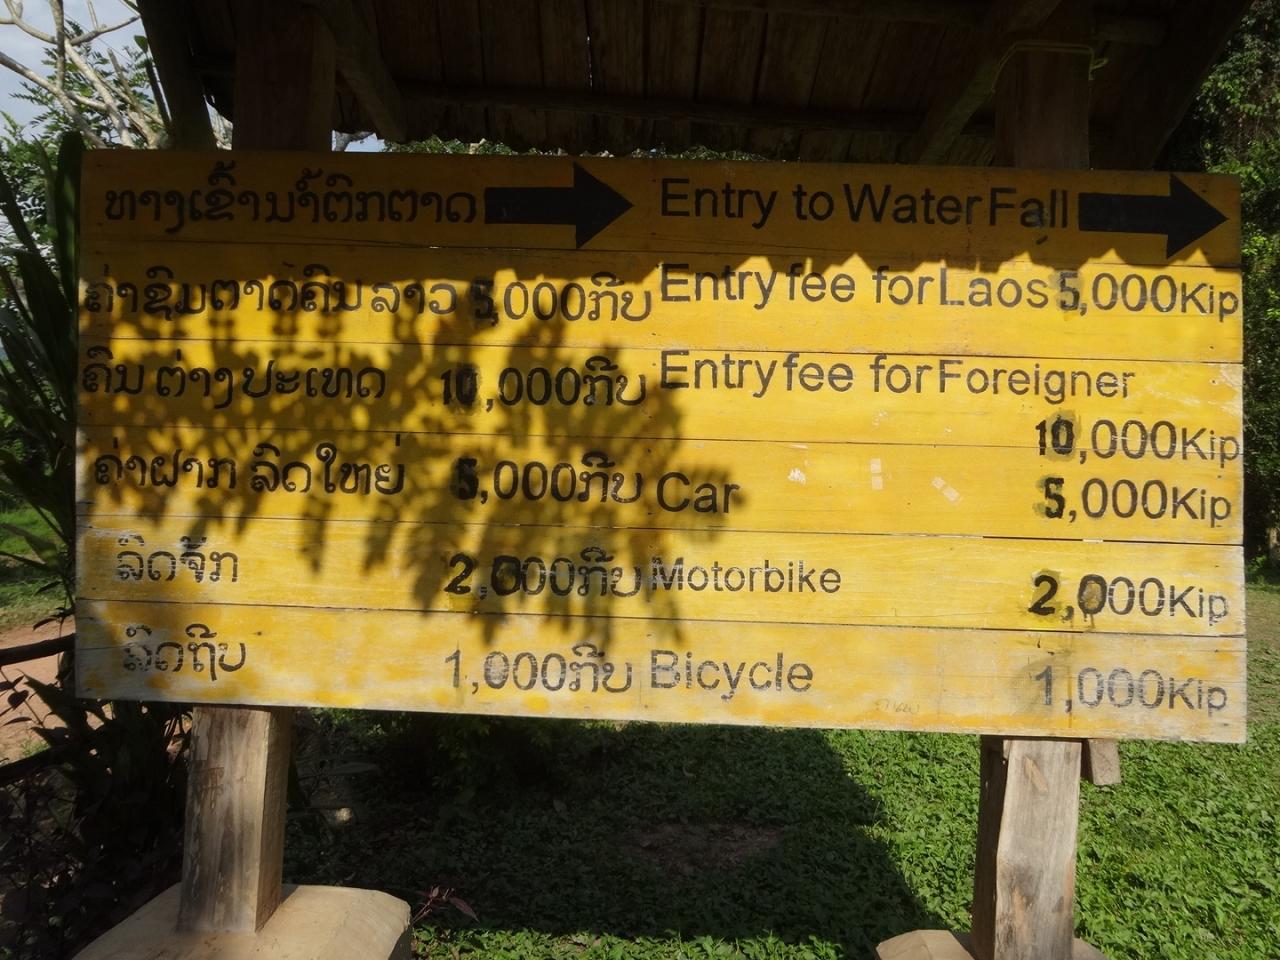 ທາງເຂົ້ານ້ຳຕົກຕາດ Entry to Water Fall
ຄ່າຊົມຕາດຄົນລາວ 5,000ກີບ Entry fee for Laos 5,000Kip
ຄົນຕ່າງປະເທດ 10,000ກີບ Entry fee for Foreigner
10,000Kip
ຄ່າຝາກ ລົດໃຫຍ່ 5,000ກີບ Car 5,000Kip
ລົດຈັກ 2,000ກີບ Motorbike 2,000Kip
ລົດຖີບ 1,000ກີບ Bicycle 1,000Kip